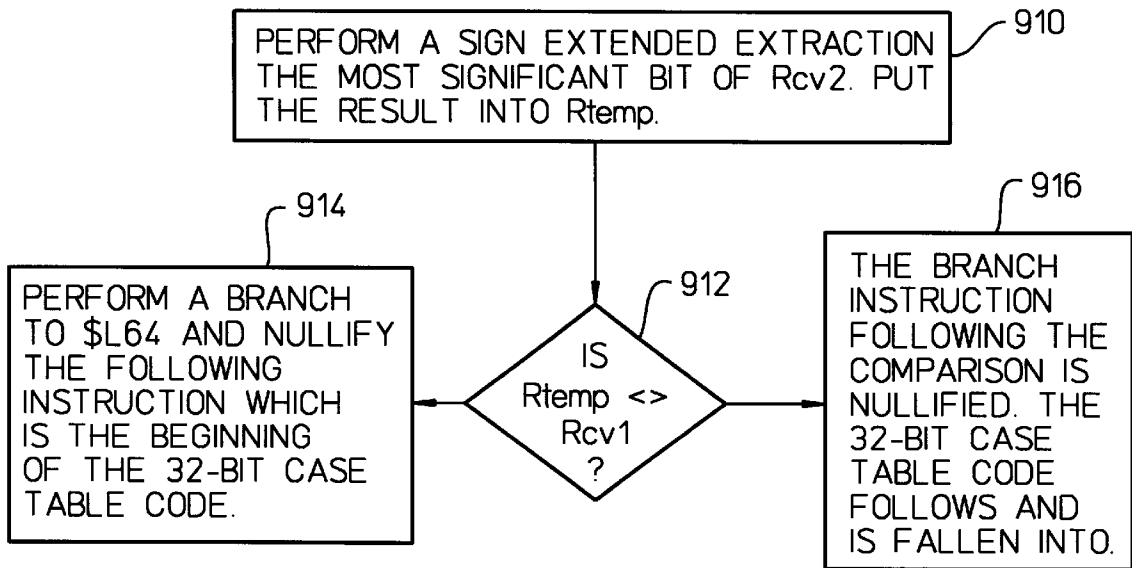 PERFORM A SIGN EXTENDED EXTRACTION
THE MOST SIGNIFICANT BIT OF Rcv2. PUT
THE RESULT INTO Rtemp.
910
914
PERFORM A BRANCH
TO $L64 AND NULLIFY
THE FOLLOWING
INSTRUCTION WHICH
IS THE BEGINNING
OF THE 32-BIT CASE
TABLE CODE.
912
IS
Rtemp <>
Rcv1
?
916
THE BRANCH
INSTRUCTION
FOLLOWING THE
COMPARISON IS
NULLIFIED. THE
32-BIT CASE
TABLE CODE
FOLLOWS AND
IS FALLEN INTO.